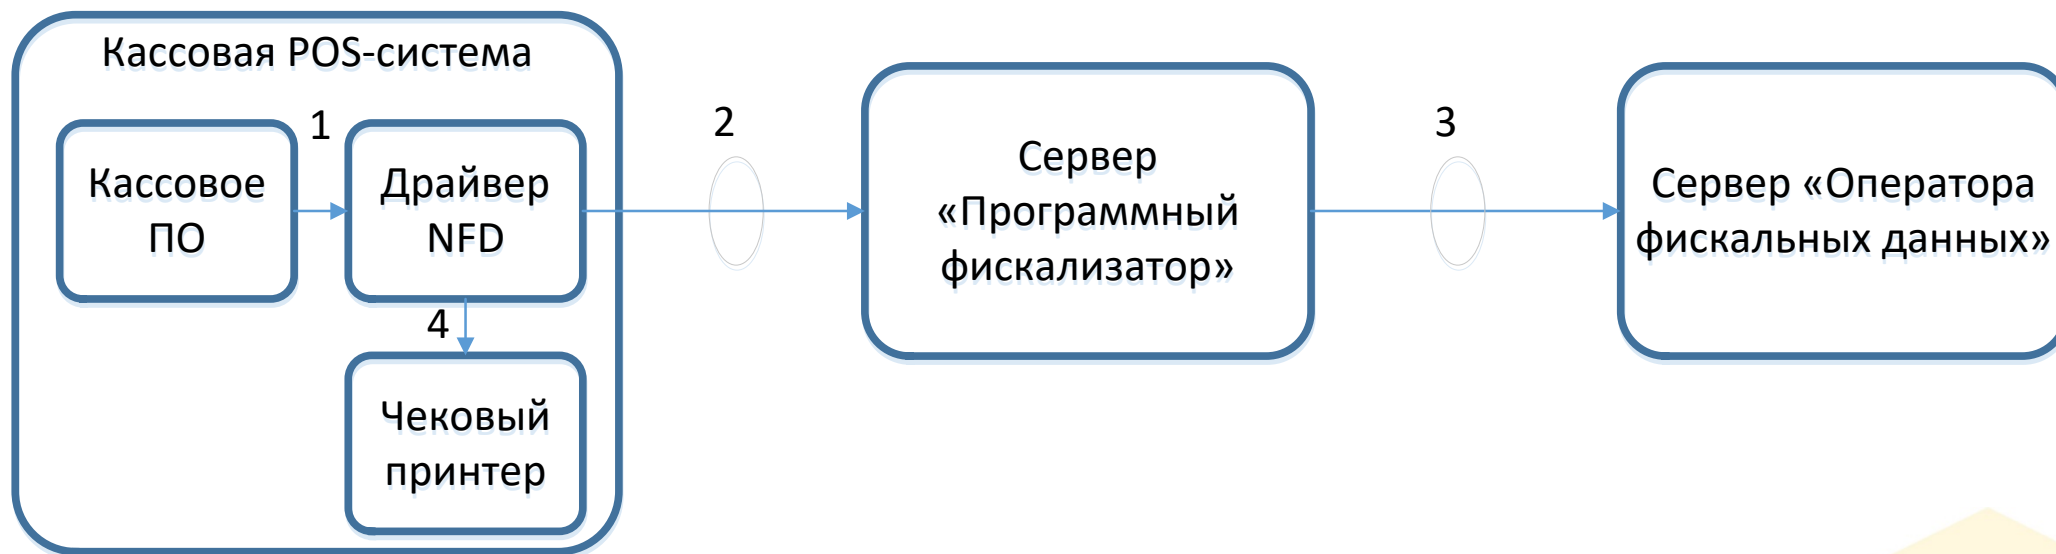 Кассовая POS-система
1
Кассовое
ПО
Драйвер
NFD
4
Чековый
принтер
2
Сервер
«Программный
фискализатор»
3
Сервер «Оператора
фискальных данных»